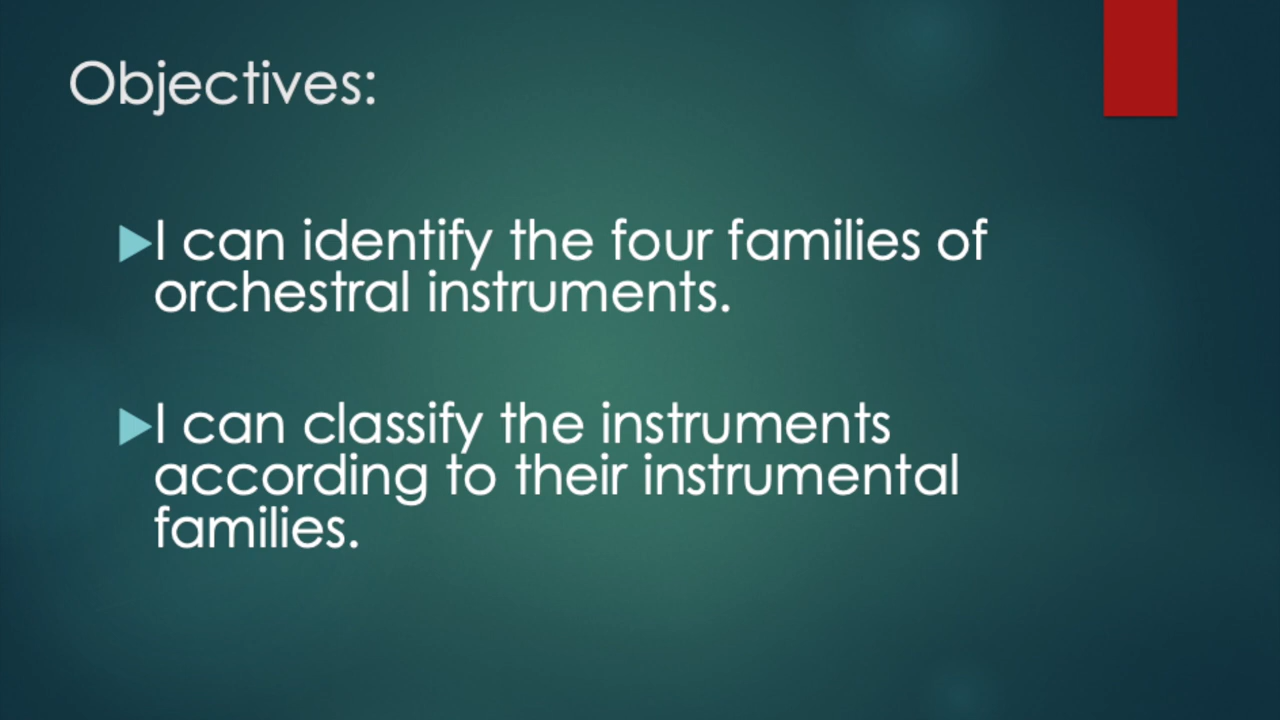 Objectives:
I can identify the four families of
orchestral instruments.
I can classify the instruments
according to their instrumental
families.